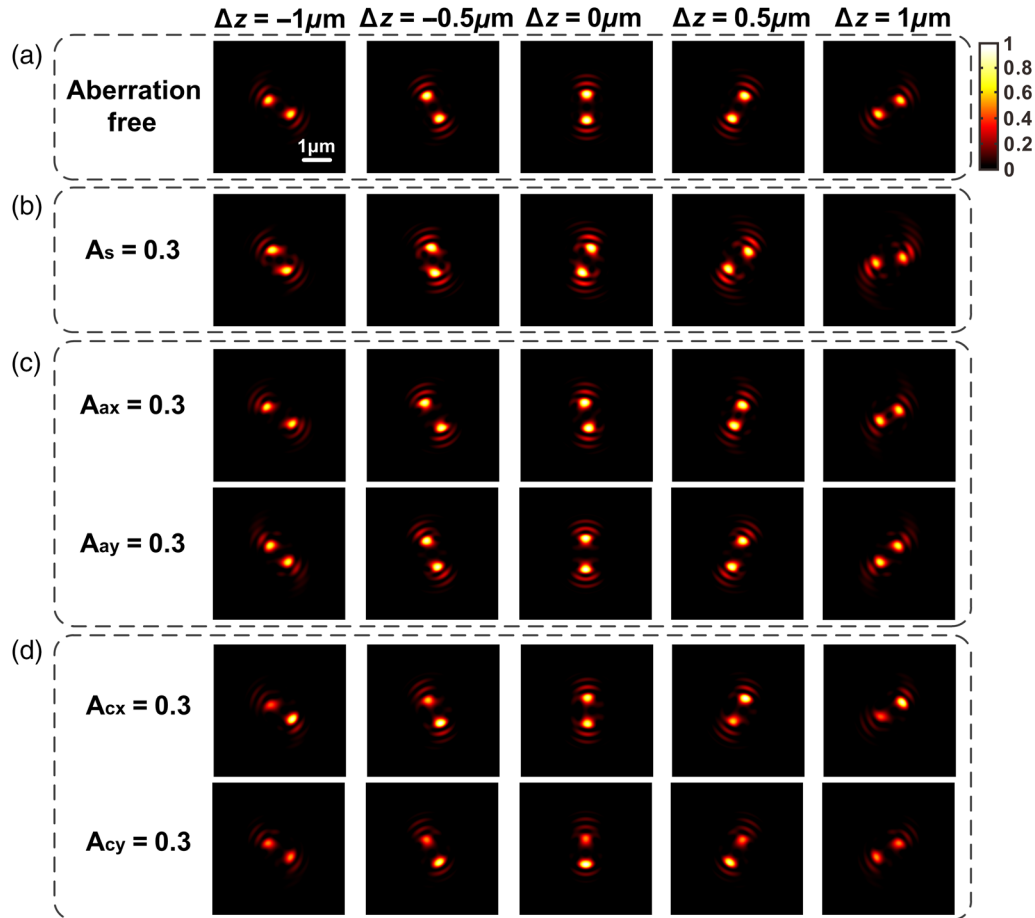 Δz = −1μm Δz = −0.5μm Δz = 0μm Δz = 0.5μm Δz = 1μm
(a)
Aberration
free
1μm
1
0.8
0.6
0.4
0.2
0
(b)
As = 0.3
(c)
Aax = 0.3
Aay = 0.3
(d)
Acx = 0.3
Acy = 0.3